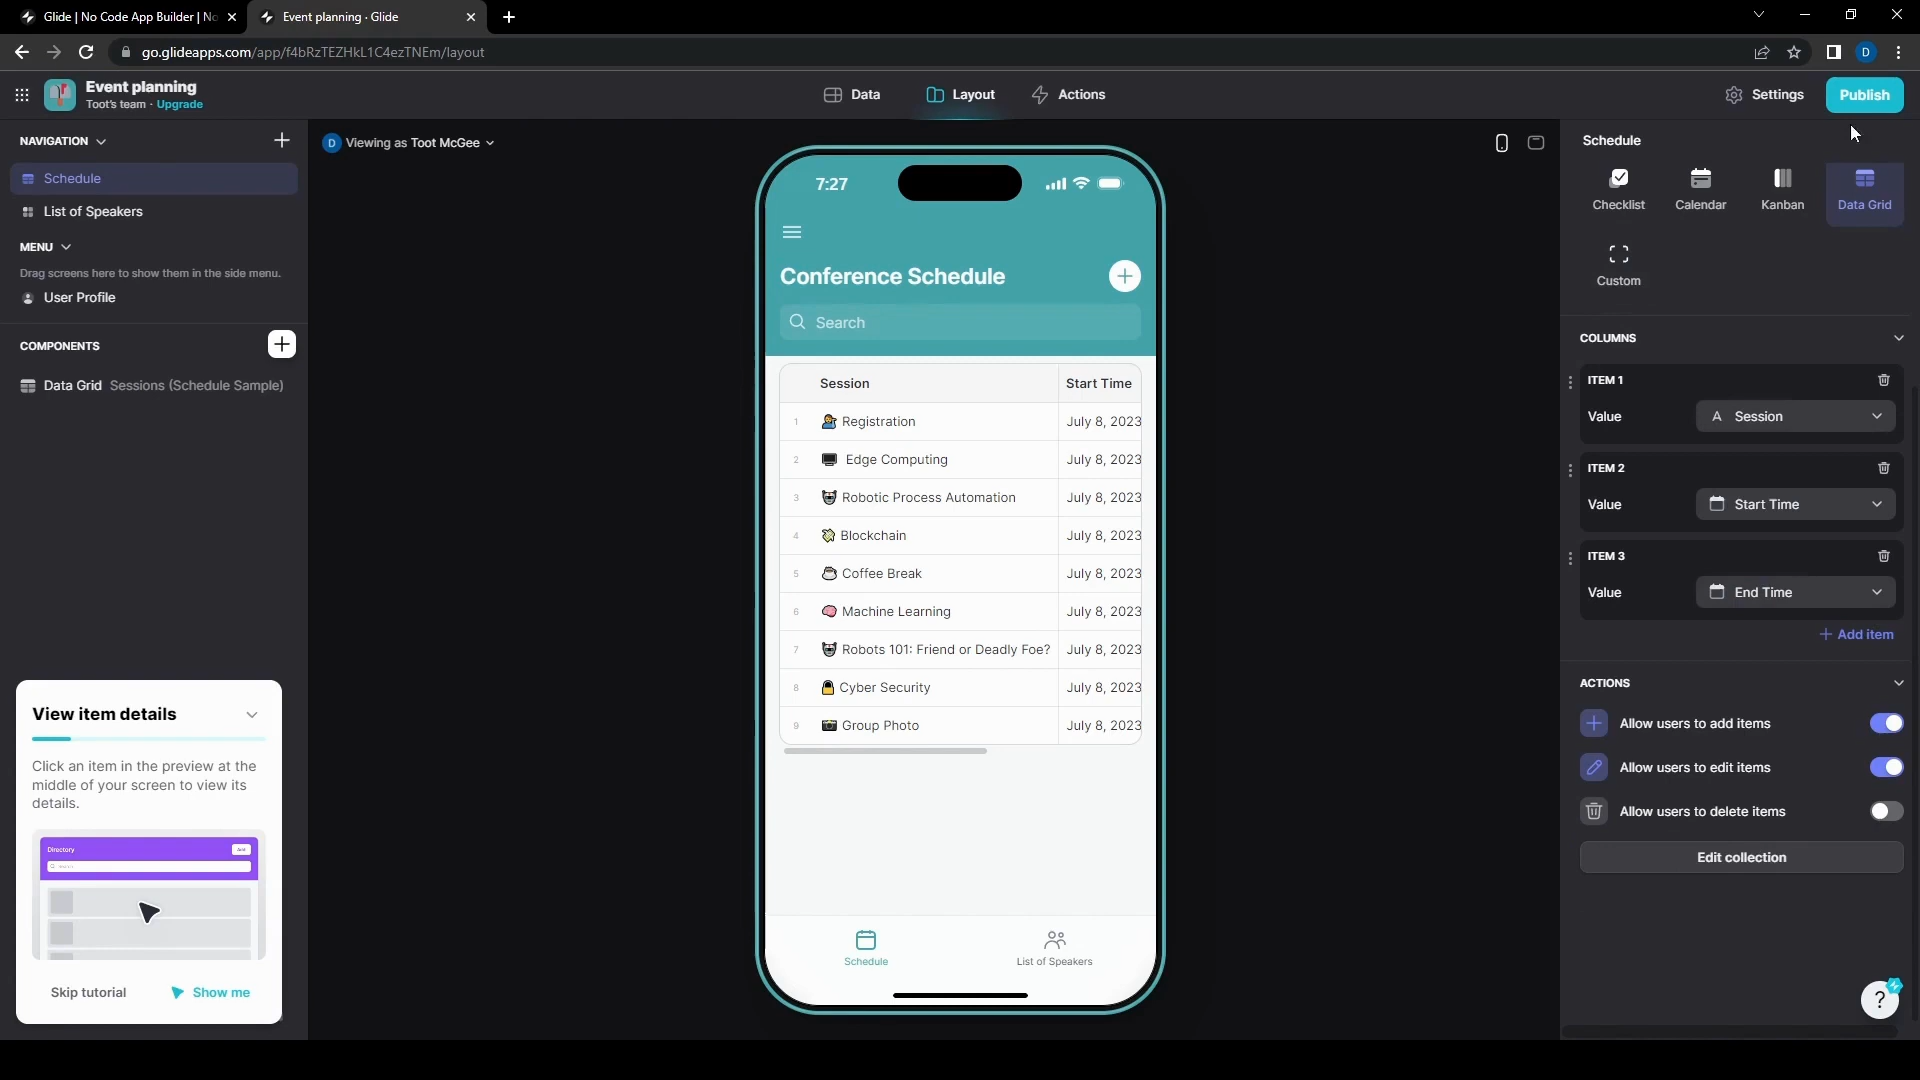 Glide | No Code App Builder | No
Event planning · Glide
go.glideapps.com/app/f4bRzTEZHkL1C4ezTNEm/layout
D
Event planning
Toot's team · Upgrade
Data
Layout
Actions
Settings
Publish
NAVIGATION
Schedule
List of Speakers
MENU
Drag screens here to show them in the side menu.
User Profile
COMPONENTS
Data Grid Sessions (Schedule Sample)
View item details
Click an item in the preview at the
middle of your screen to view its
details.
Directory
Add
Skip tutorial
Show me
D Viewing as Toot McGee
7:27
Conference Schedule
Search
Session Start Time
1 Registration July 8, 2023
2 Edge Computing July 8, 2023
3 Robotic Process Automation July 8, 2023
4 Blockchain July 8, 2023
5 Coffee Break July 8, 2023
6 Machine Learning July 8, 2023
7 Robots 101: Friend or Deadly Foe? July 8, 2023
8 Cyber Security July 8, 2023
9 Group Photo July 8, 2023
Schedule
List of Speakers
Schedule
Checklist
Calendar
Kanban
Data Grid
Custom
COLUMNS
ITEM 1
Value A Session
ITEM 2
Value Start Time
ITEM 3
Value End Time
+ Add item
ACTIONS
Allow users to add items
Allow users to edit items
Allow users to delete items
Edit collection
?